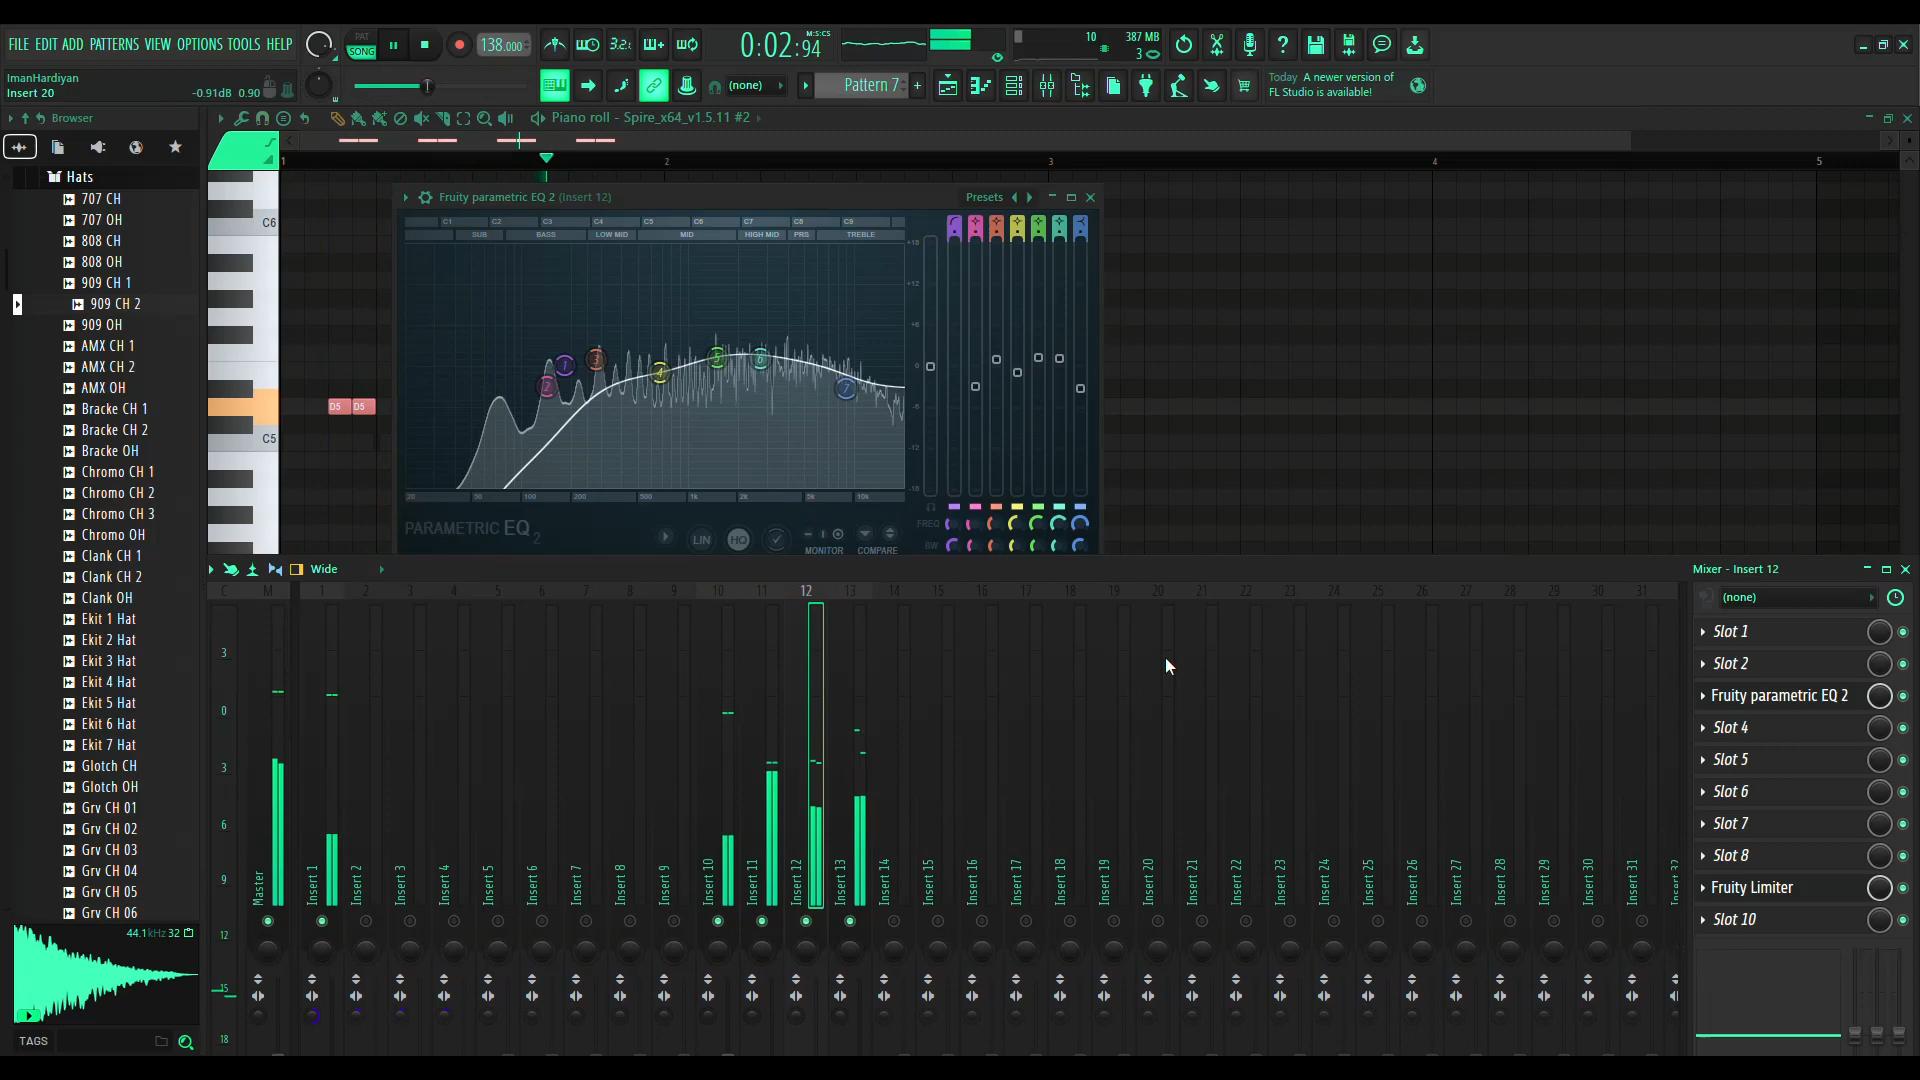 FILE EDIT ADD PATTERNS VIEW OPTIONS TOOLS HELP
PAT
SONG
138.000
3.2:
0:02:94
M:S:CS
10
387 MB
3
ImanHardiyan
Insert 20
-0.91dB 0.90
(none)
Pattern 7
Today A newer version of
FL Studio is available!
Browser
Piano roll - Spire_x64_v1.5.11 #2
Hats
707 CH
707 OH
808 CH
808 OH
909 CH 1
909 CH 2
909 OH
AMX CH 1
AMX CH 2
AMX OH
Bracke CH 1
Bracke CH 2
Bracke OH
Chromo CH 1
Chromo CH 2
Chromo CH 3
Chromo OH
Clank CH 1
Clank CH 2
Clank OH
Ekit 1 Hat
Ekit 2 Hat
Ekit 3 Hat
Ekit 4 Hat
Ekit 5 Hat
Ekit 6 Hat
Ekit 7 Hat
Glotch CH
Glotch OH
Grv CH 01
Grv CH 02
Grv CH 03
Grv CH 04
Grv CH 05
Grv CH 06
44.1kHz 32
TAGS
1 2 3 4 5
C6
D5 D5
C5
Fruity parametric EQ 2 (Insert 12)
Presets
C1 C2 C3 C4 C5 C6 C7 C8 C9
SUB BASS LOW MID MID HIGH MID PRS TREBLE
+18
+12
+6
0
-6
-12
-18
1 2 3 4 5 6 7
20 50 100 200 500 1k 2k 5k 10k
PARAMETRIC EQ 2
LIN HQ
MONITOR COMPARE
FREQ
BW
Wide
C M 1 2 3 4 5 6 7 8 9 10 11 12 13 14 15 16 17 18 19 20 21 22 23 24 25 26 27 28 29 30 31
3
0
3
6
9
12
15
18
Master Insert 1 Insert 2 Insert 3 Insert 4 Insert 5 Insert 6 Insert 7 Insert 8 Insert 9 Insert 10 Insert 11 Insert 12 Insert 13 Insert 14 Insert 15 Insert 16 Insert 17 Insert 18 Insert 19 Insert 20 Insert 21 Insert 22 Insert 23 Insert 24 Insert 25 Insert 26 Insert 27 Insert 28 Insert 29 Insert 30 Insert 31
Mixer - Insert 12
(none)
Slot 1
Slot 2
Fruity parametric EQ 2
Slot 4
Slot 5
Slot 6
Slot 7
Slot 8
Fruity Limiter
Slot 10